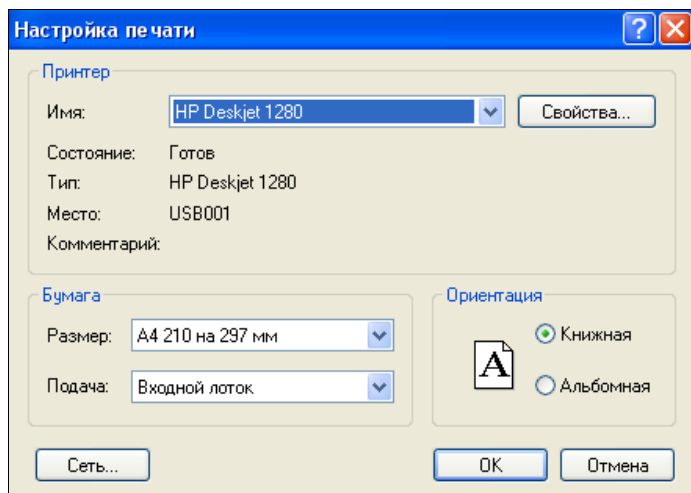 Настройка печати
Принтер
Имя: HP Deskjet 1280 Свойства...
Состояние: Готов
Тип: HP Deskjet 1280
Место: USB001
Комментарий:
Бумага Ориентация
Размер: A4 210 на 297 мм Книжная
A
Подача: Входной лоток Альбомная
Сеть... OK Отмена